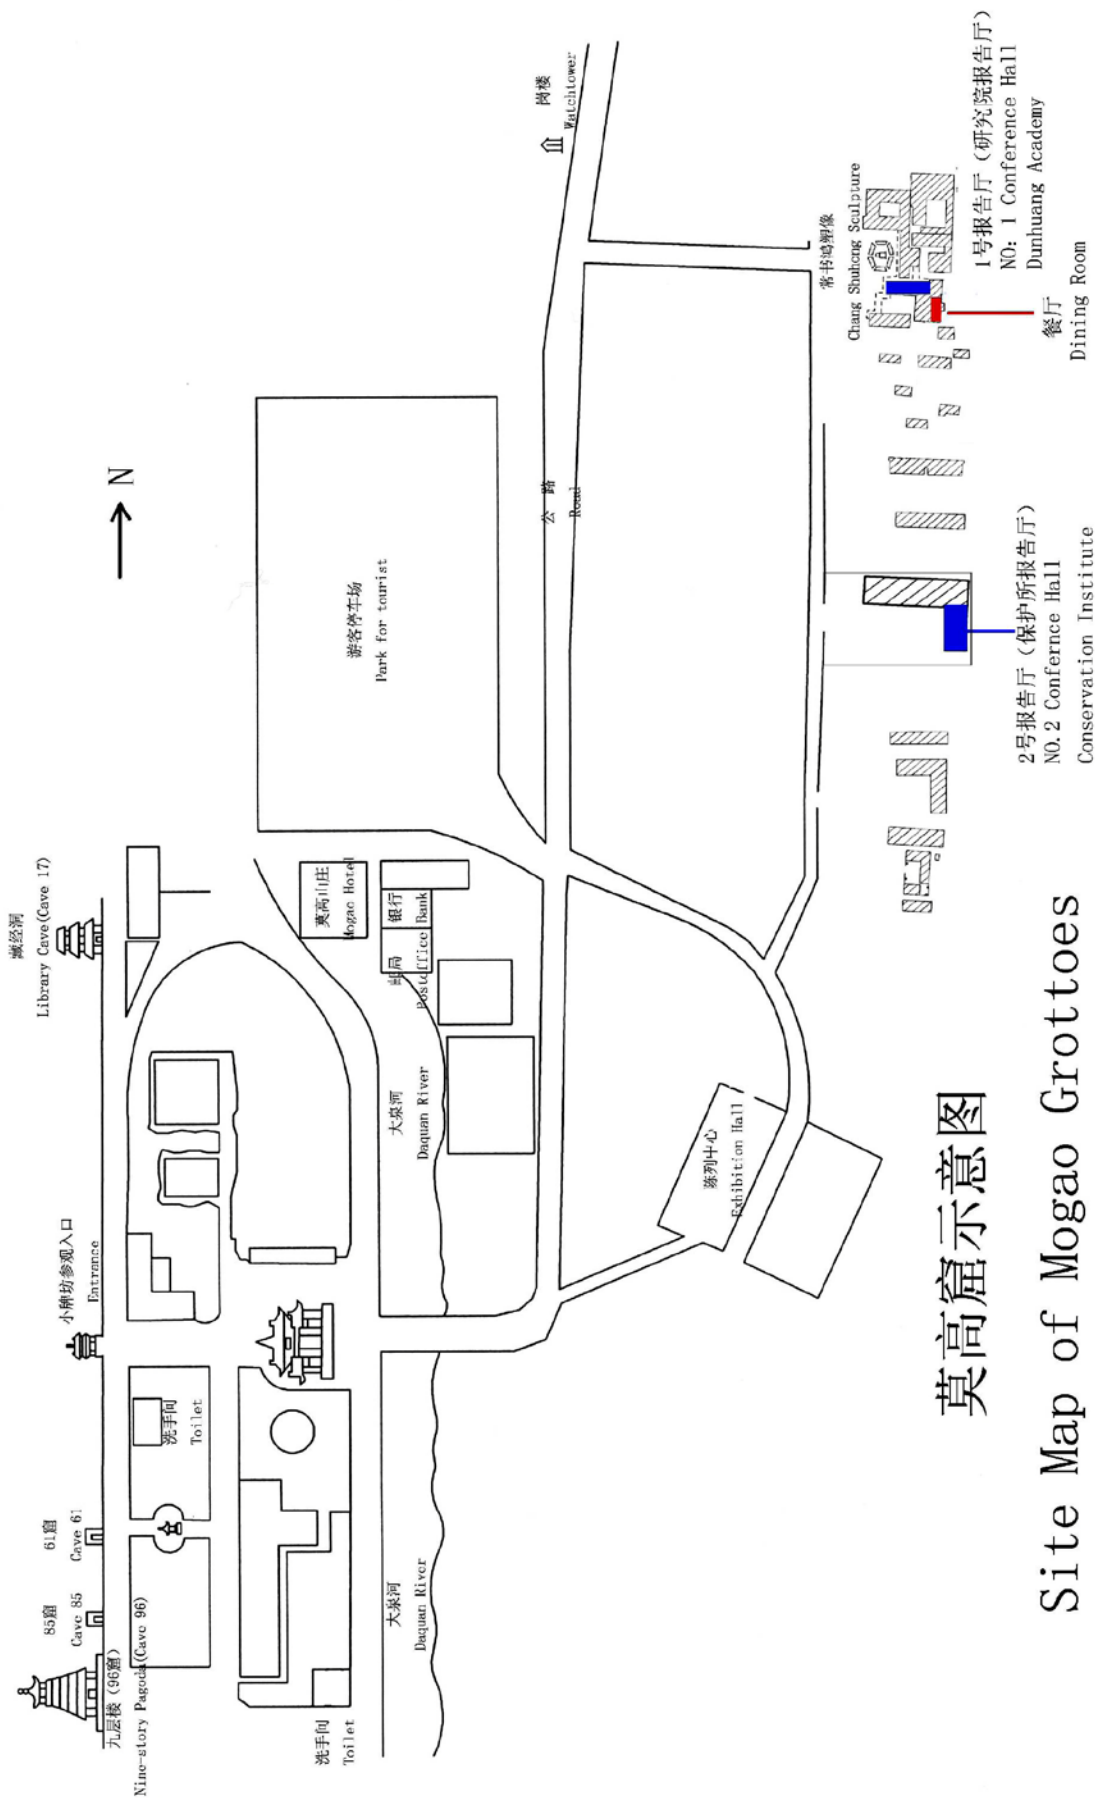 九层楼（96窟）
Nine-story Pagoda(Cave 96)
85窟
Cave 85
61窟
Cave 61
小牌坊参观入口
Entrance
藏经洞
Library Cave(Cave 17)
洗手间
Toilet
洗手间
Toilet
大泉河
Daquan River
大泉河
Daquan River
莫高山庄
Mogao Hotel
邮局
Postoffice
银行
Bank
游客停车场
Park for tourist
N
公 路
Road
岗楼
Watchtower
陈列中心
Exhibition Hall
常书鸿塑像
Chang Shuhong Sculpture
1号报告厅（研究院报告厅）
NO: 1 Conference Hall
Dunhuang Academy
餐厅
Dining Room
2号报告厅（保护所报告厅）
NO.2 Confernce Hall
Conservation Institute
莫高窟示意图
Site Map of Mogao Grottoes